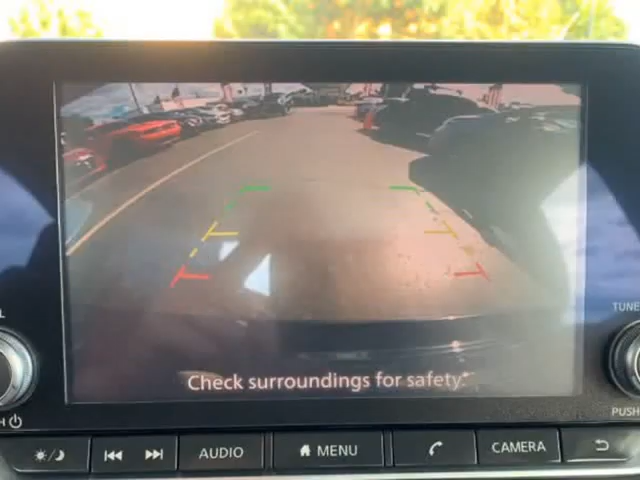 Check surroundings for safety.
TUNE
PUSH
AUDIO
MENU
CAMERA